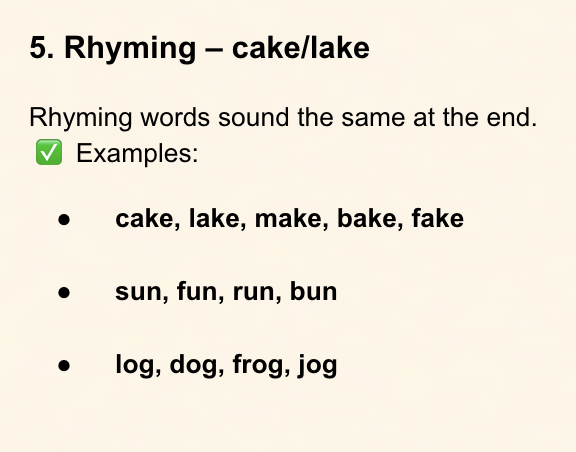 5. Rhyming – cake/lake
Rhyming words sound the same at the end.
✅ Examples:
● cake, lake, make, bake, fake
● sun, fun, run, bun
● log, dog, frog, jog